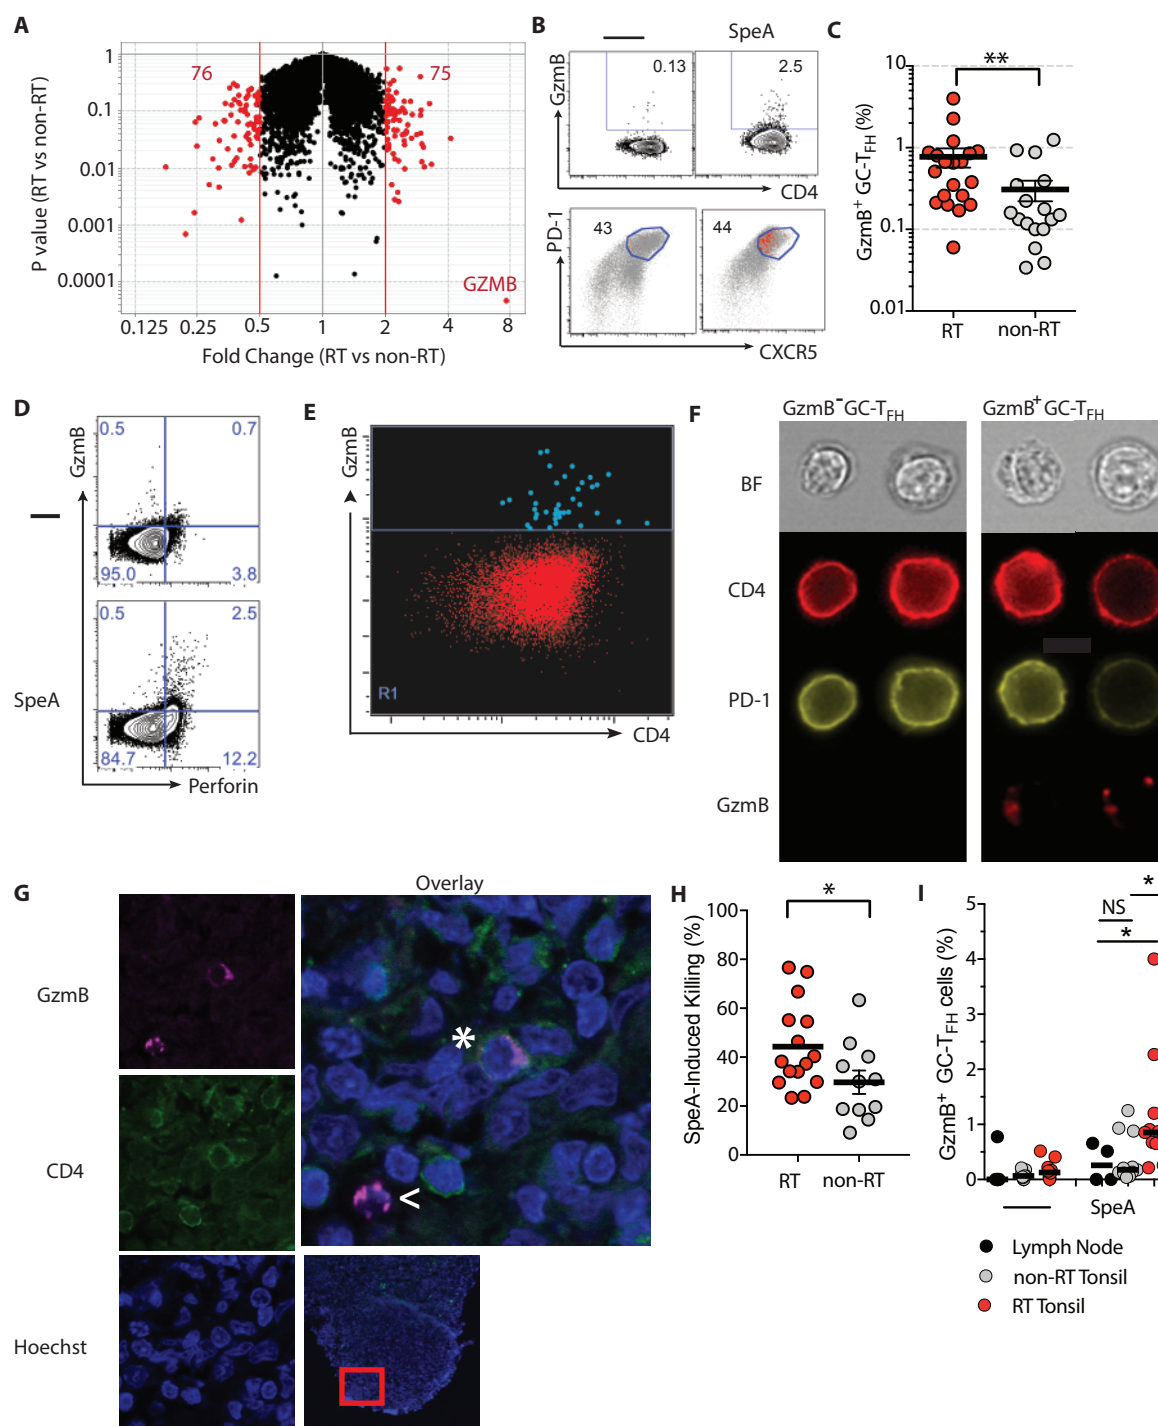 A
P value (RT vs non-RT)
1
0.1
0.01
0.001
0.0001
76
75
GZMB
0.125 0.25 0.5 1 2 4 8
Fold Change (RT vs non-RT)
B
SpeA
GzmB
0.13
2.5
CD4
PD-1
43
44
CXCR5
C
**
GzmB+ GC-TFH (%)
10
1
0.1
0.01
RT non-RT
D
GzmB
0.5 0.7
95.0 3.8
SpeA
0.5 2.5
84.7 12.2
Perforin
E
GzmB
R1
CD4
F
GzmB- GC-TFH GzmB+ GC-TFH
BF
CD4
PD-1
GzmB
G
Overlay
GzmB
CD4
Hoechst
*
<
H
*
SpeA-Induced Killing (%)
100
80
60
40
20
0
RT non-RT
I
*
NS
*
GzmB+ GC-TFH cells (%)
5
4
3
2
1
0
SpeA
Lymph Node
non-RT Tonsil
RT Tonsil